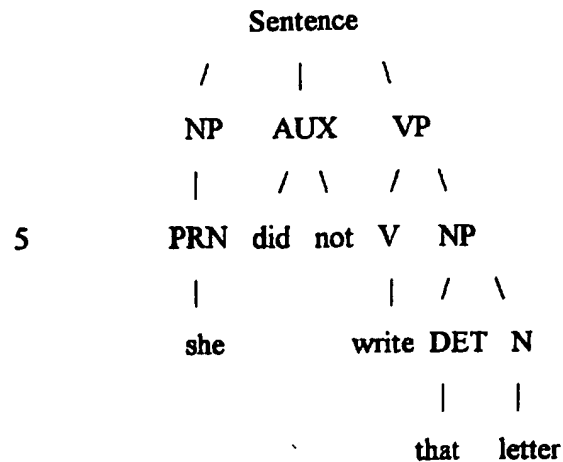 Sentence
/ | \
NP AUX VP
| / \ / \
5 PRN did not V NP
| | / \
she write DET N
| |
that letter